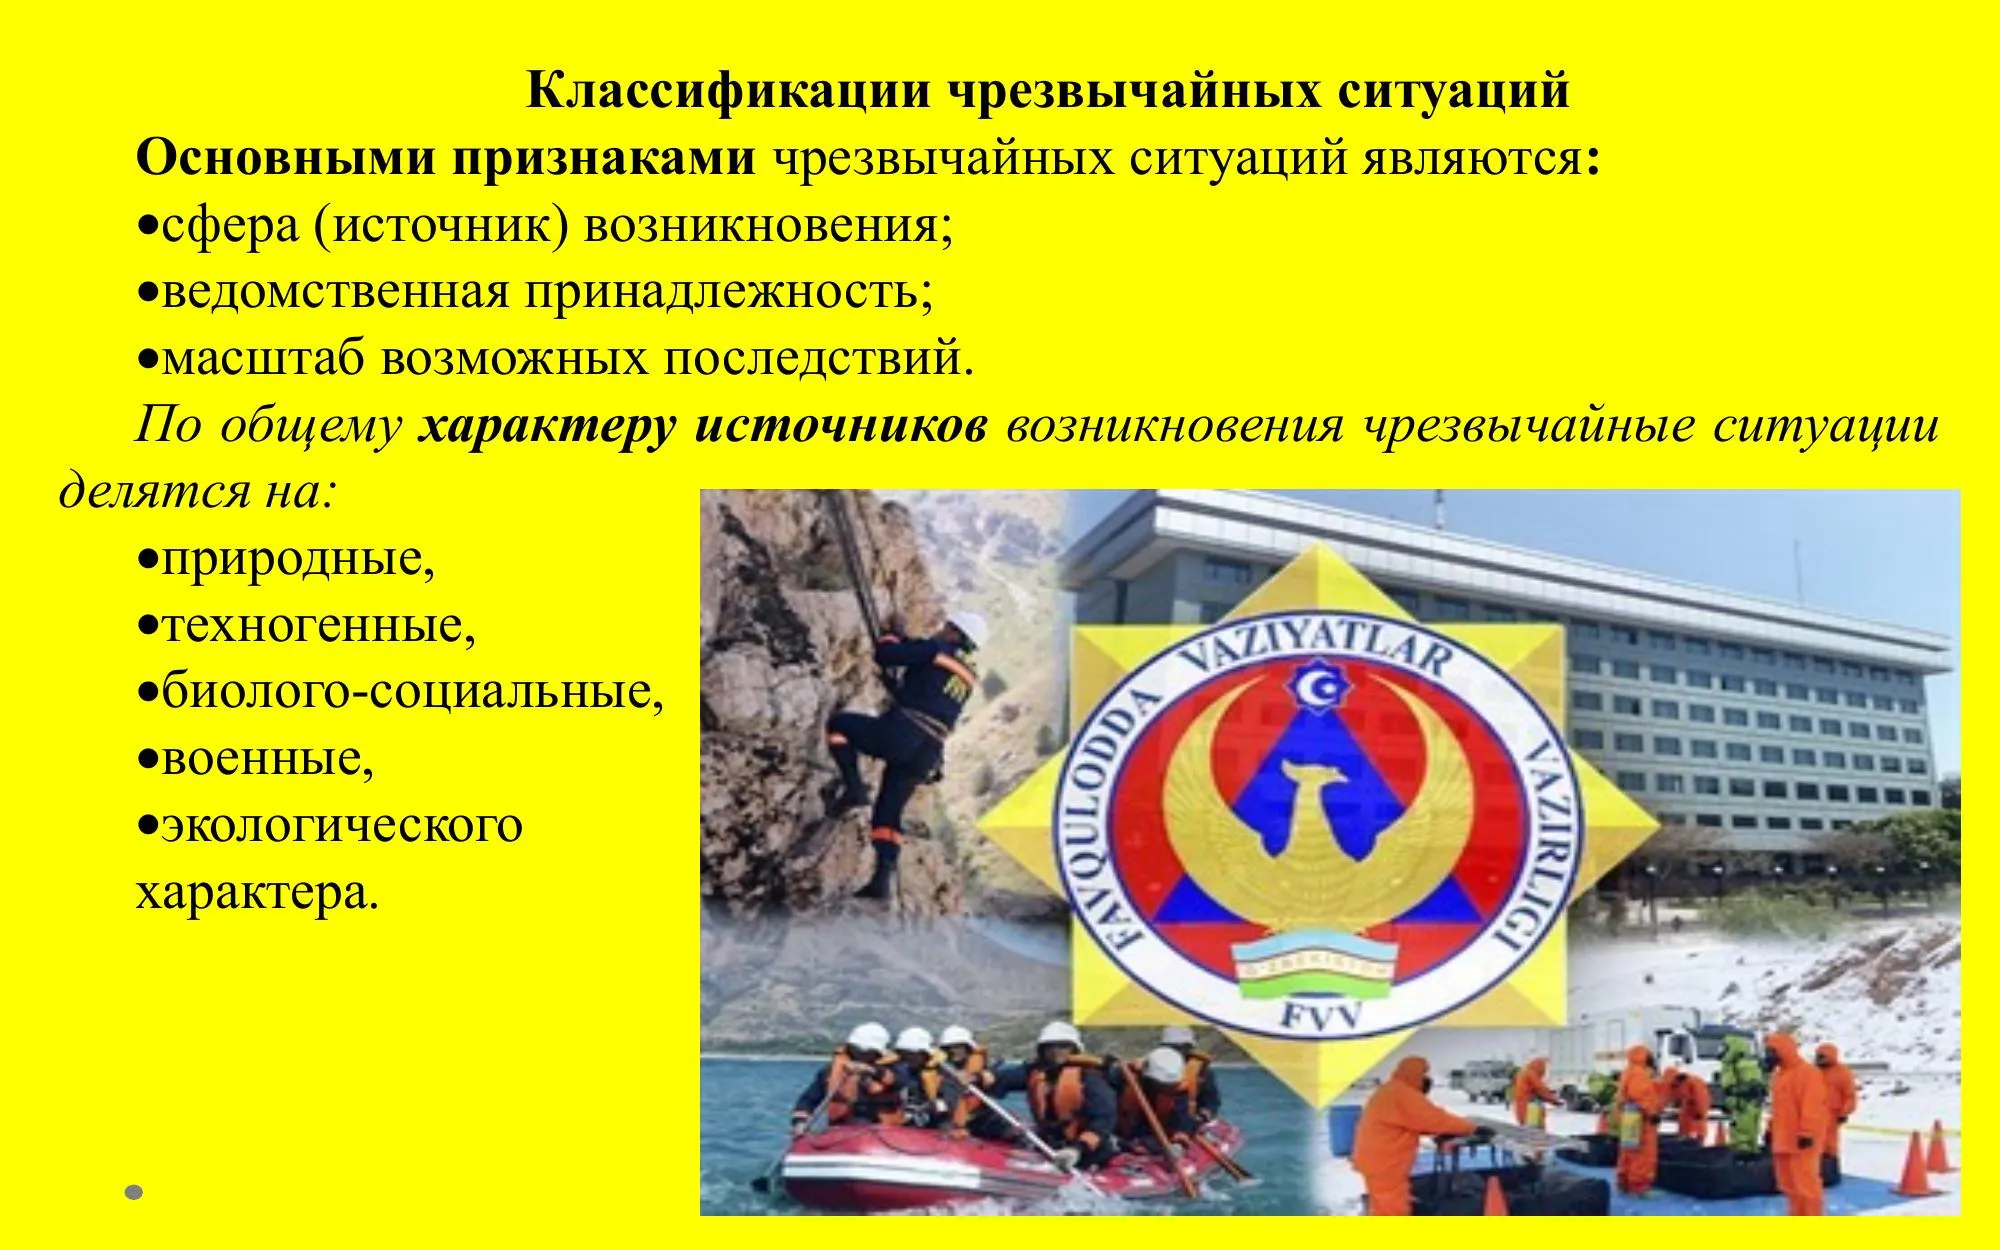 Классификации чрезвычайных ситуаций
Основными признаками чрезвычайных ситуаций являются:
•сфера (источник) возникновения;
•ведомственная принадлежность;
•масштаб возможных последствий.
По общему характеру источников возникновения чрезвычайные ситуации
делятся на:
•природные,
•техногенные,
•биолого-социальные,
•военные,
•экологического
характера.
FAVQULODDA VAZIYATLAR VAZIRLIGI
O'ZBEKISTON
FVV